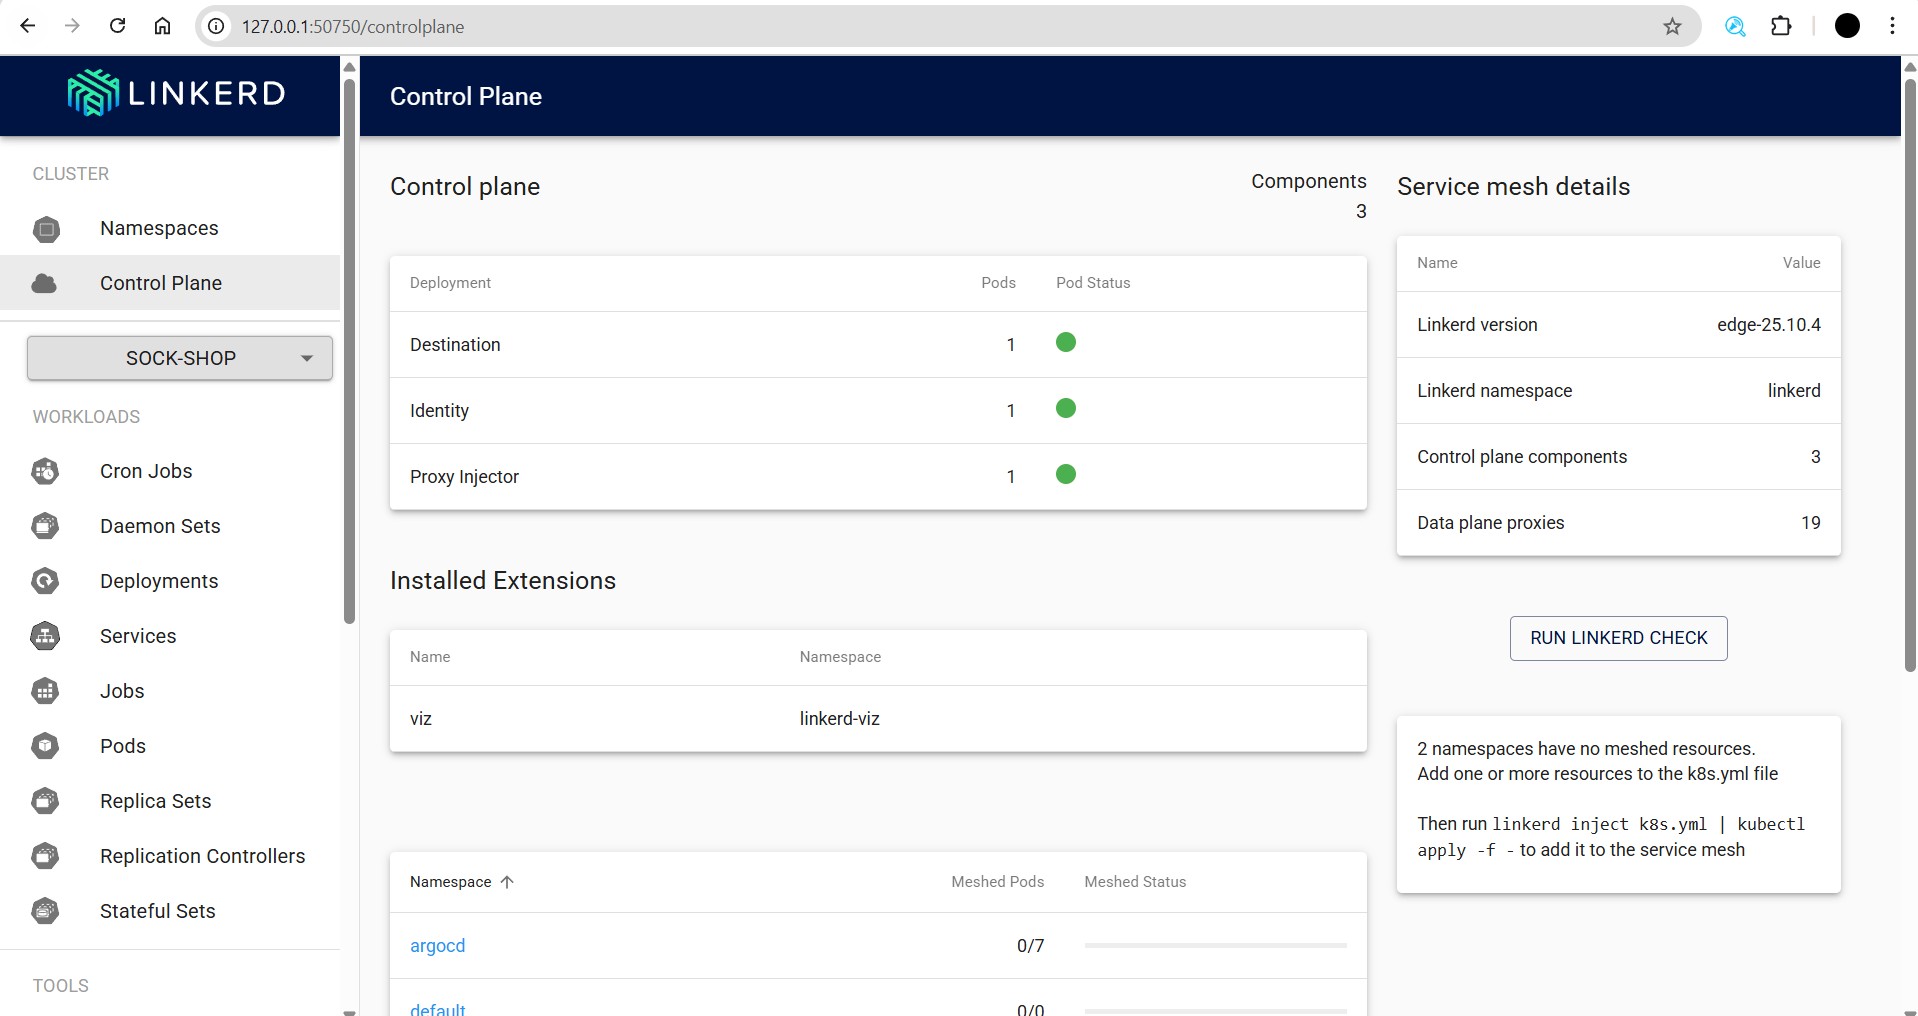 127.0.0.1:50750/controlplane
LINKERD
Control Plane
CLUSTER
Namespaces
Control Plane
SOCK-SHOP
WORKLOADS
Cron Jobs
Daemon Sets
Deployments
Services
Jobs
Pods
Replica Sets
Replication Controllers
Stateful Sets
TOOLS
Control plane
Components
3
Deployment Pods Pod Status
Destination 1
Identity 1
Proxy Injector 1
Installed Extensions
Name Namespace
viz linkerd-viz
Namespace Meshed Pods Meshed Status
argocd 0/7
default 0/0
Service mesh details
Name Value
Linkerd version edge-25.10.4
Linkerd namespace linkerd
Control plane components 3
Data plane proxies 19
RUN LINKERD CHECK
2 namespaces have no meshed resources.
Add one or more resources to the k8s.yml file
Then run linkerd inject k8s.yml | kubectl
apply -f - to add it to the service mesh